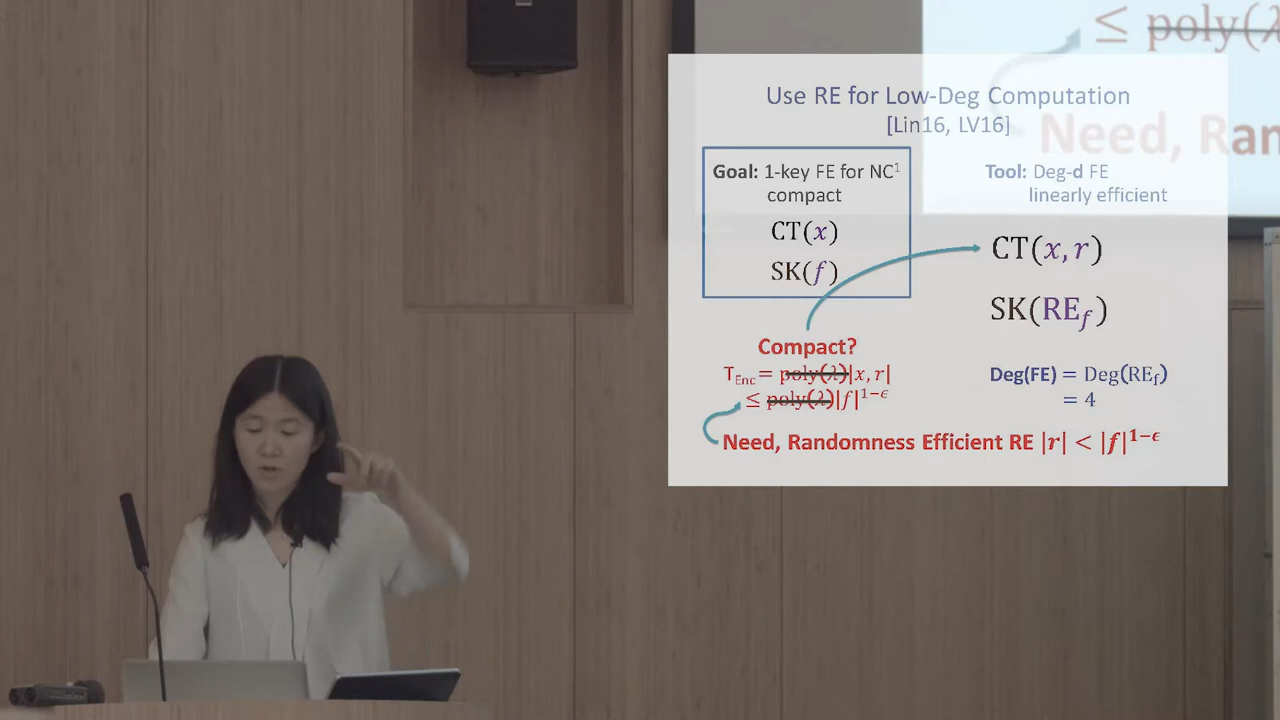 ≤ poly(λ
Need, Ran
Use RE for Low-Deg Computation
[Lin16, LV16]
Goal: 1-key FE for NC¹
compact
CT(x)
SK(f)
Tool: Deg-d FE
linearly efficient
CT(x, r)
SK(RE_f)
Compact?
T_Enc = poly(λ)|x, r|
≤ poly(λ)|f|^{1−ϵ}
Deg(FE) = Deg(RE_f)
= 4
Need, Randomness Efficient RE |r| < |f|^{1−ϵ}